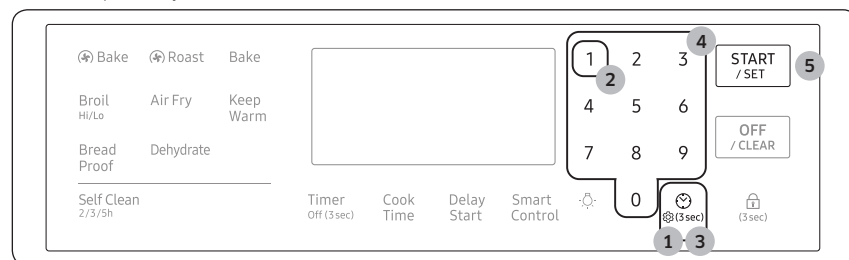 Bake Roast Bake
1 2 3 4
START 5
/ SET
2
Broil Air Fry Keep
Hi/Lo Warm
4 5 6
OFF
/ CLEAR
Bread Dehydrate
Proof
7 8 9
Self Clean
2/3/5h
Timer Cook Delay Smart
Off (3 sec) Time Start Control
0
(3 sec) (3 sec)
1 3